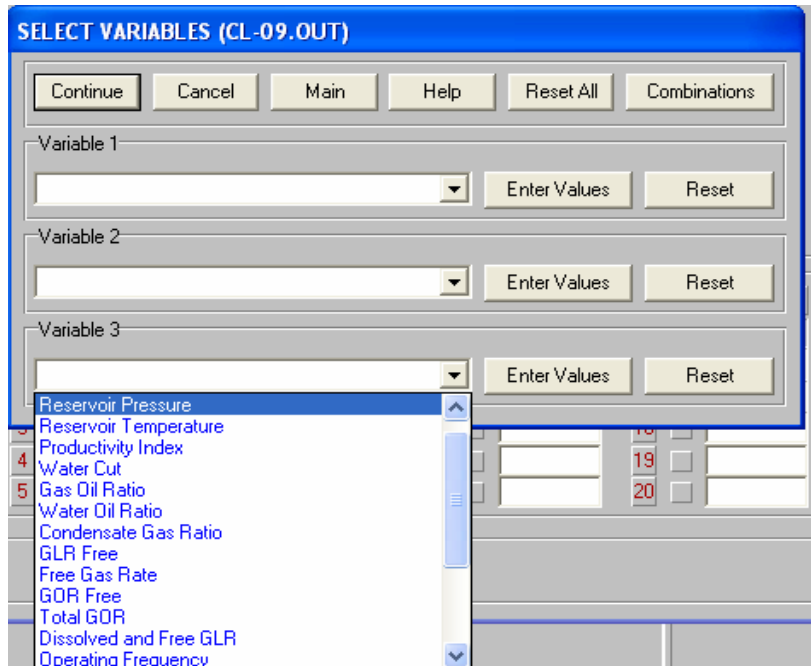 SELECT VARIABLES (CL-09.OUT)
Continue Cancel Main Help Reset All Combinations
Variable 1
Enter Values Reset
Variable 2
Enter Values Reset
Variable 3
Enter Values Reset
Reservoir Pressure
Reservoir Temperature
Productivity Index
4 Water Cut 19
5 Gas Oil Ratio 20
Water Oil Ratio
Condensate Gas Ratio
GLR Free
Free Gas Rate
GOR Free
Total GOR
Dissolved and Free GLR
Operating Frequency